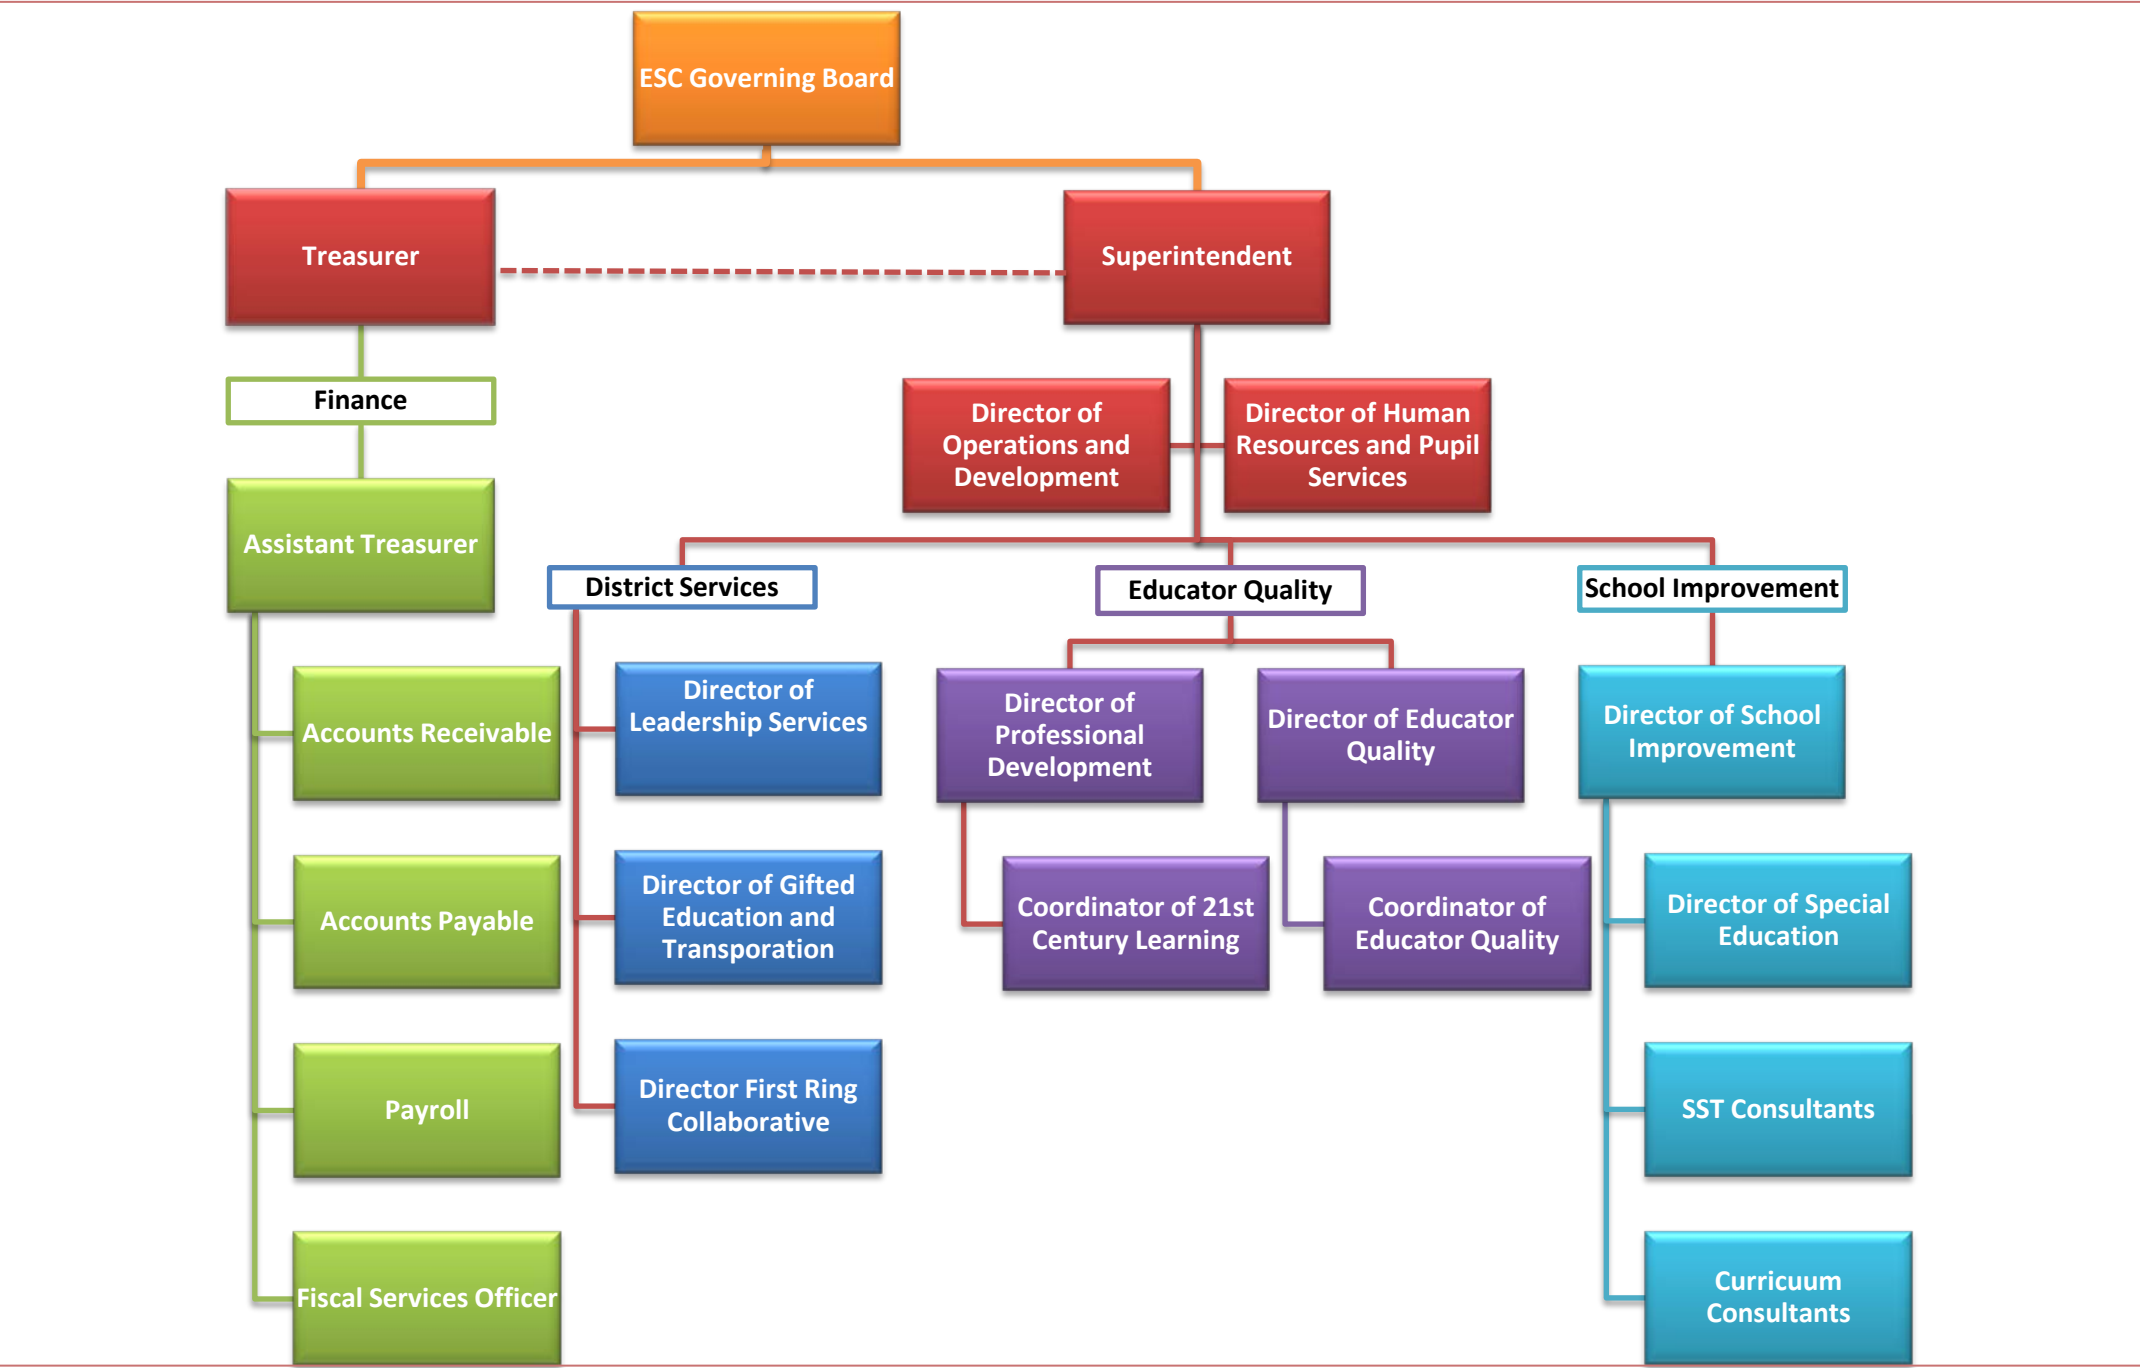 ESC Governing Board
Treasurer
Superintendent
Finance
Director of
Operations and
Development
Director of Human
Resources and Pupil
Services
Assistant Treasurer
District Services
Educator Quality
School Improvement
Accounts Receivable
Director of
Leadership Services
Director of
Professional
Development
Director of Educator
Quality
Director of School
Improvement
Accounts Payable
Director of Gifted
Education and
Transporation
Coordinator of 21st
Century Learning
Coordinator of
Educator Quality
Director of Special
Education
Payroll
Director First Ring
Collaborative
SST Consultants
Fiscal Services Officer
Curricuum
Consultants